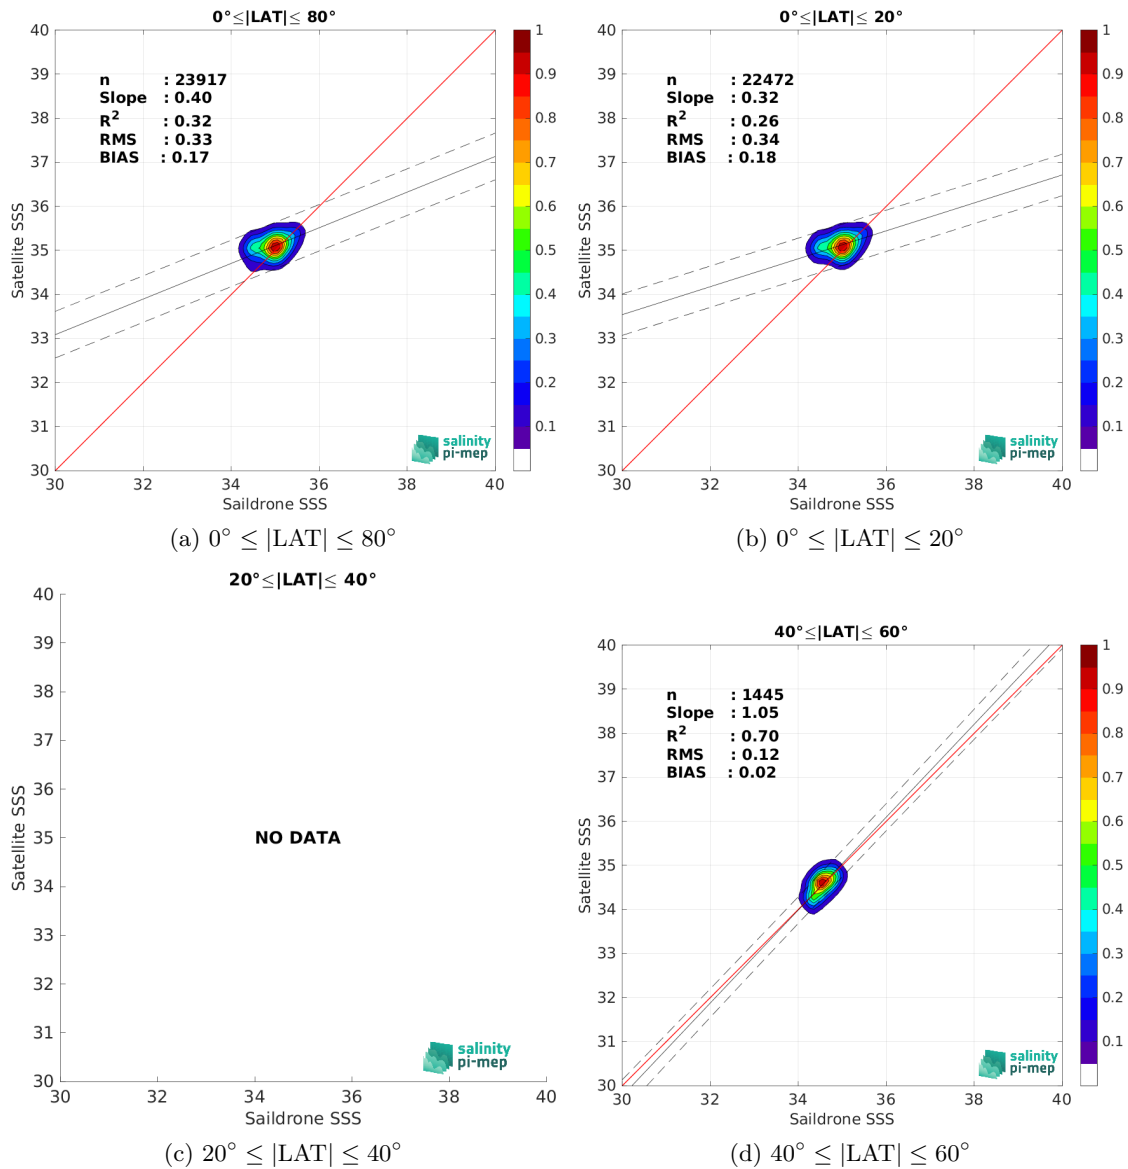 0°≤|LAT|≤ 80°
40
39
38
37
36
35
34
33
32
31
30
Satellite SSS
n : 23917
Slope : 0.40
R² : 0.32
RMS : 0.33
BIAS : 0.17
salinity
pi-mep
30 32 34 36 38 40
Saildrone SSS
1
0.9
0.8
0.7
0.6
0.5
0.4
0.3
0.2
0.1
(a) 0° ≤ |LAT| ≤ 80°
0°≤|LAT|≤ 20°
40
39
38
37
36
35
34
33
32
31
30
Satellite SSS
n : 22472
Slope : 0.32
R² : 0.26
RMS : 0.34
BIAS : 0.18
salinity
pi-mep
30 32 34 36 38 40
Saildrone SSS
1
0.9
0.8
0.7
0.6
0.5
0.4
0.3
0.2
0.1
(b) 0° ≤ |LAT| ≤ 20°
20°≤|LAT|≤ 40°
40
39
38
37
36
35
34
33
32
31
30
Satellite SSS
NO DATA
salinity
pi-mep
30 32 34 36 38 40
Saildrone SSS
(c) 20° ≤ |LAT| ≤ 40°
40°≤|LAT|≤ 60°
40
39
38
37
36
35
34
33
32
31
30
Satellite SSS
n : 1445
Slope : 1.05
R² : 0.70
RMS : 0.12
BIAS : 0.02
salinity
pi-mep
30 32 34 36 38 40
Saildrone SSS
1
0.9
0.8
0.7
0.6
0.5
0.4
0.3
0.2
0.1
(d) 40° ≤ |LAT| ≤ 60°